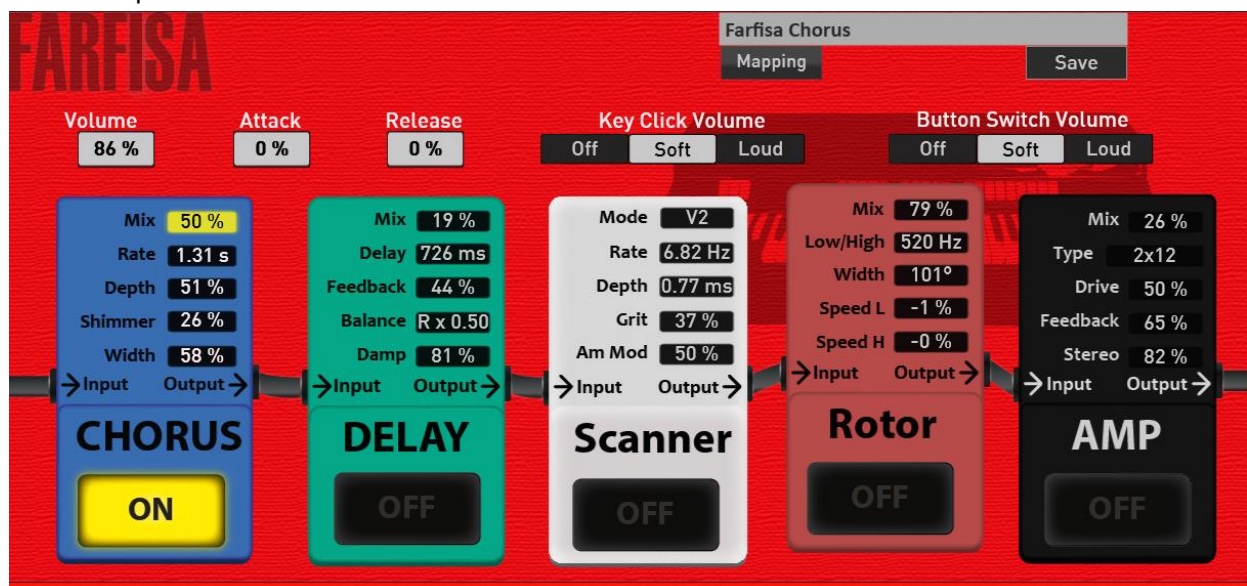 FARFISA
Farfisa Chorus
Mapping Save
Volume Attack Release Key Click Volume Button Switch Volume
86 % 0 % 0 % Off Soft Loud Off Soft Loud
Mix 50 %
Rate 1.31 s
Depth 51 %
Shimmer 26 %
Width 58 %
→Input Output→
CHORUS
ON
Mix 19 %
Delay 726 ms
Feedback 44 %
Balance R x 0.50
Damp 81 %
→Input Output→
DELAY
OFF
Mode V2
Rate 6.82 Hz
Depth 0.77 ms
Grit 37 %
Am Mod 50 %
→Input Output→
Scanner
OFF
Mix 79 %
Low/High 520 Hz
Width 101°
Speed L -1 %
Speed H -0 %
→Input Output→
Rotor
OFF
Mix 26 %
Type 2x12
Drive 50 %
Feedback 65 %
Stereo 82 %
→Input Output→
AMP
OFF